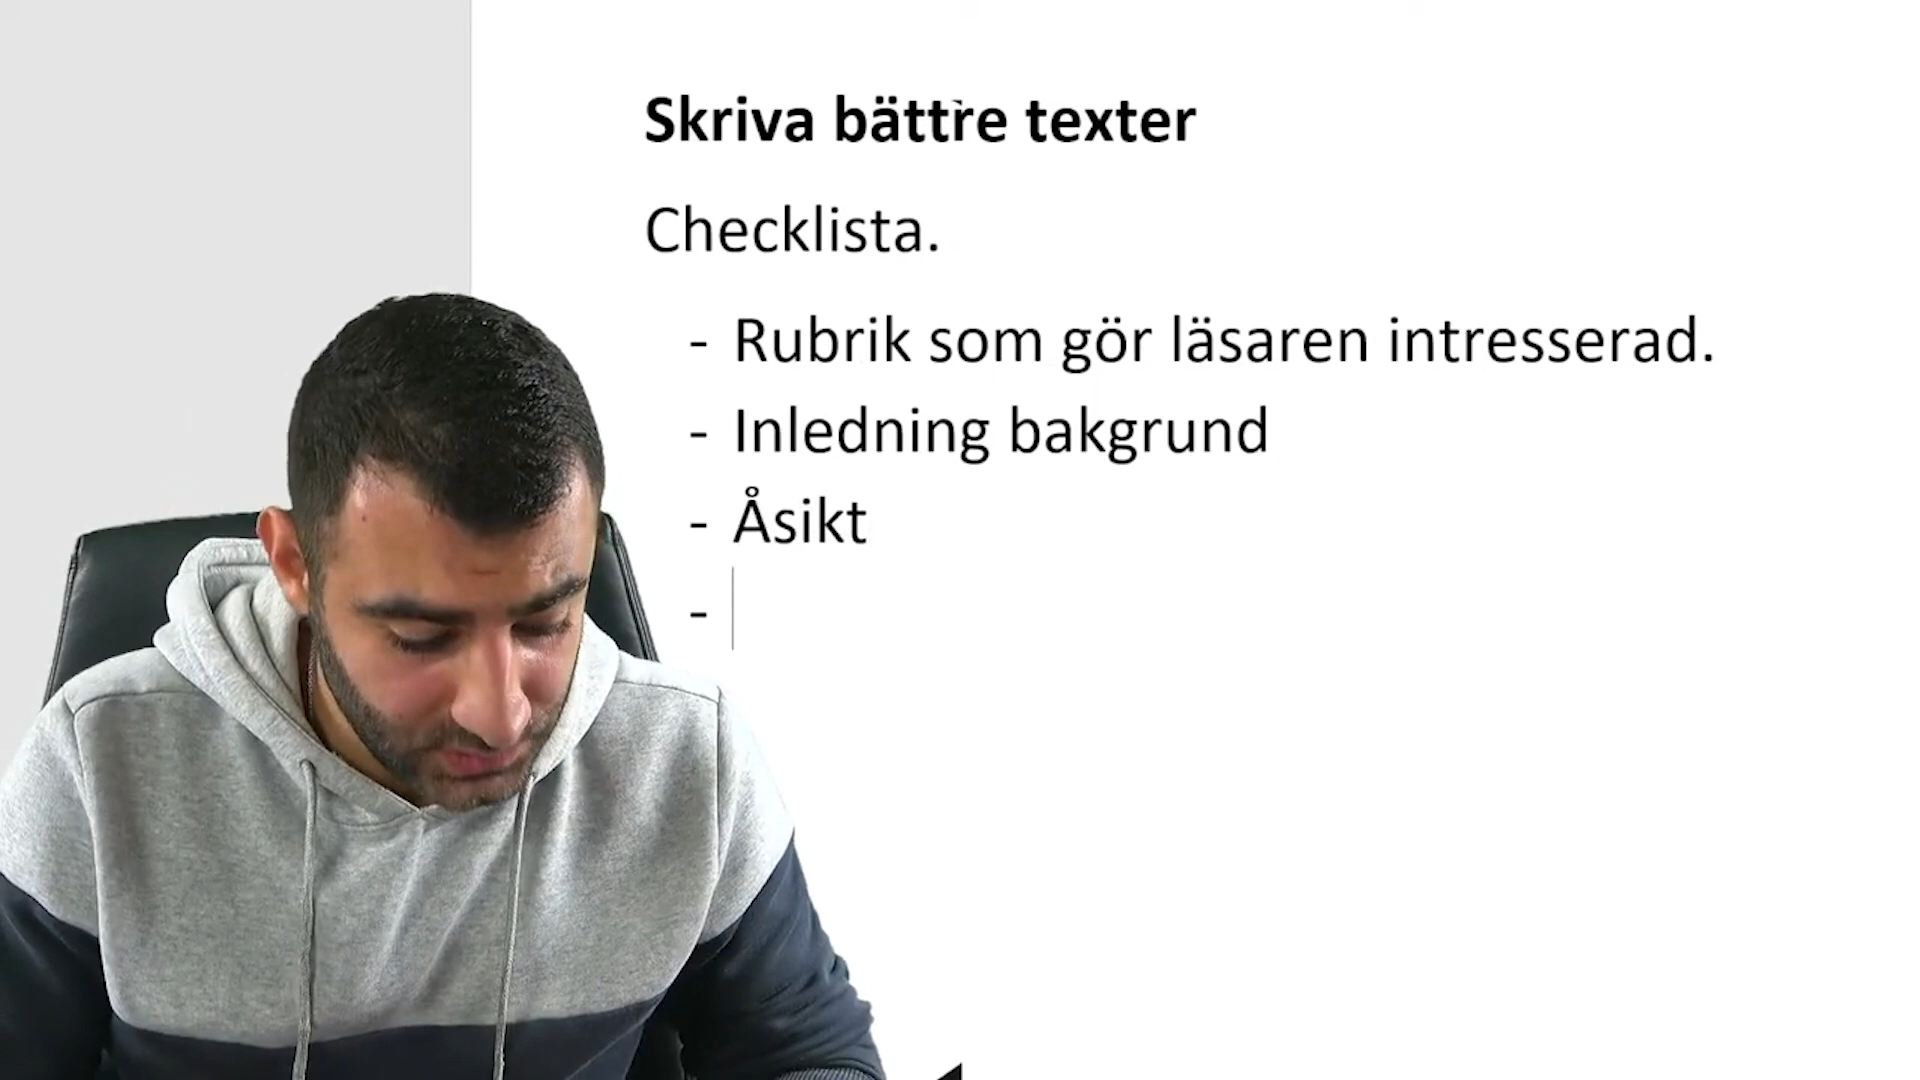 Skriva bättre texter
Checklista.
- Rubrik som gör läsaren intresserad.
- Inledning bakgrund
- Åsikt
-